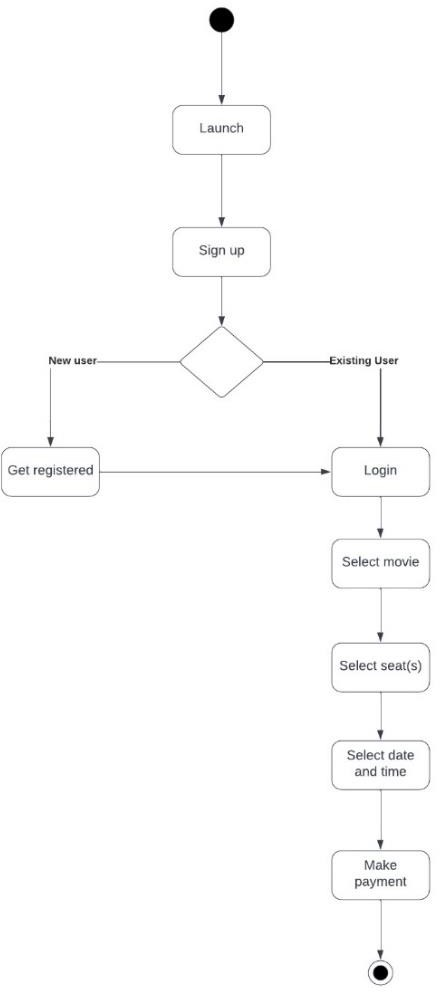 Launch
Sign up
New user
Existing User
Get registered
Login
Select movie
Select seat(s)
Select date
and time
Make
payment